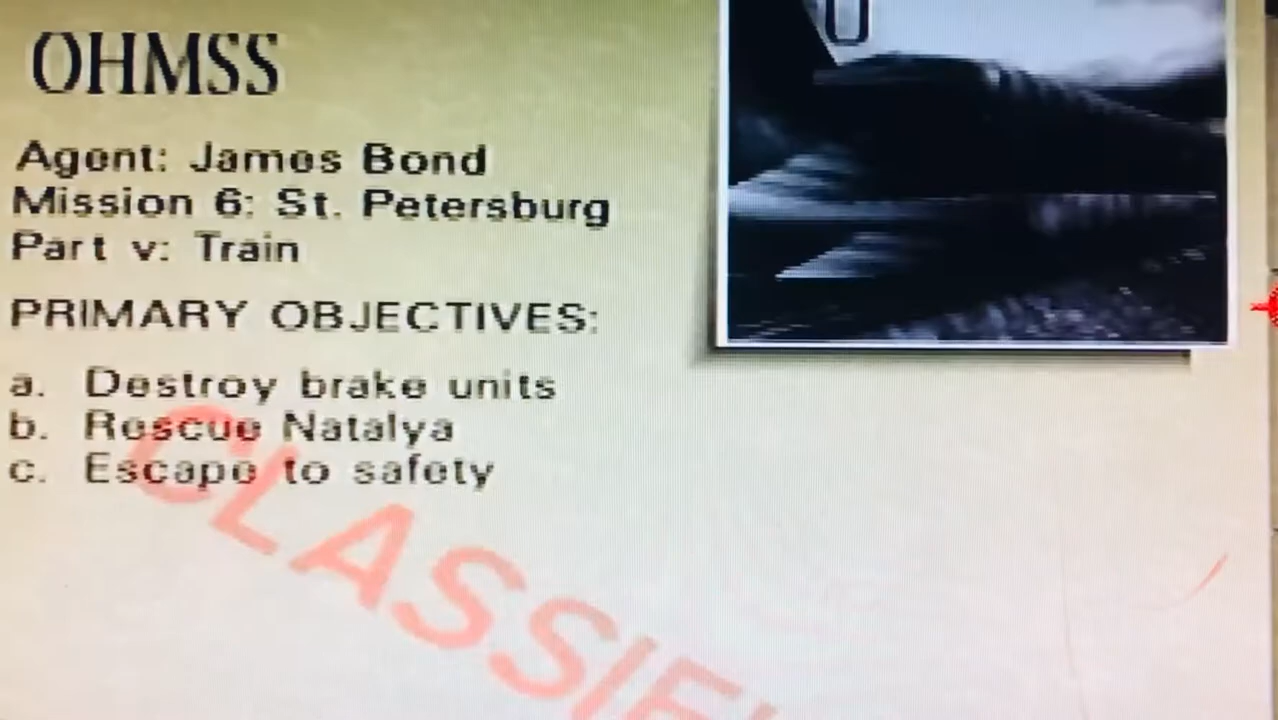 OHMSS
Agent: James Bond
Mission 6: St. Petersburg
Part v: Train
PRIMARY OBJECTIVES:
a. Destroy brake units
b. Rescue Natalya
c. Escape to safety